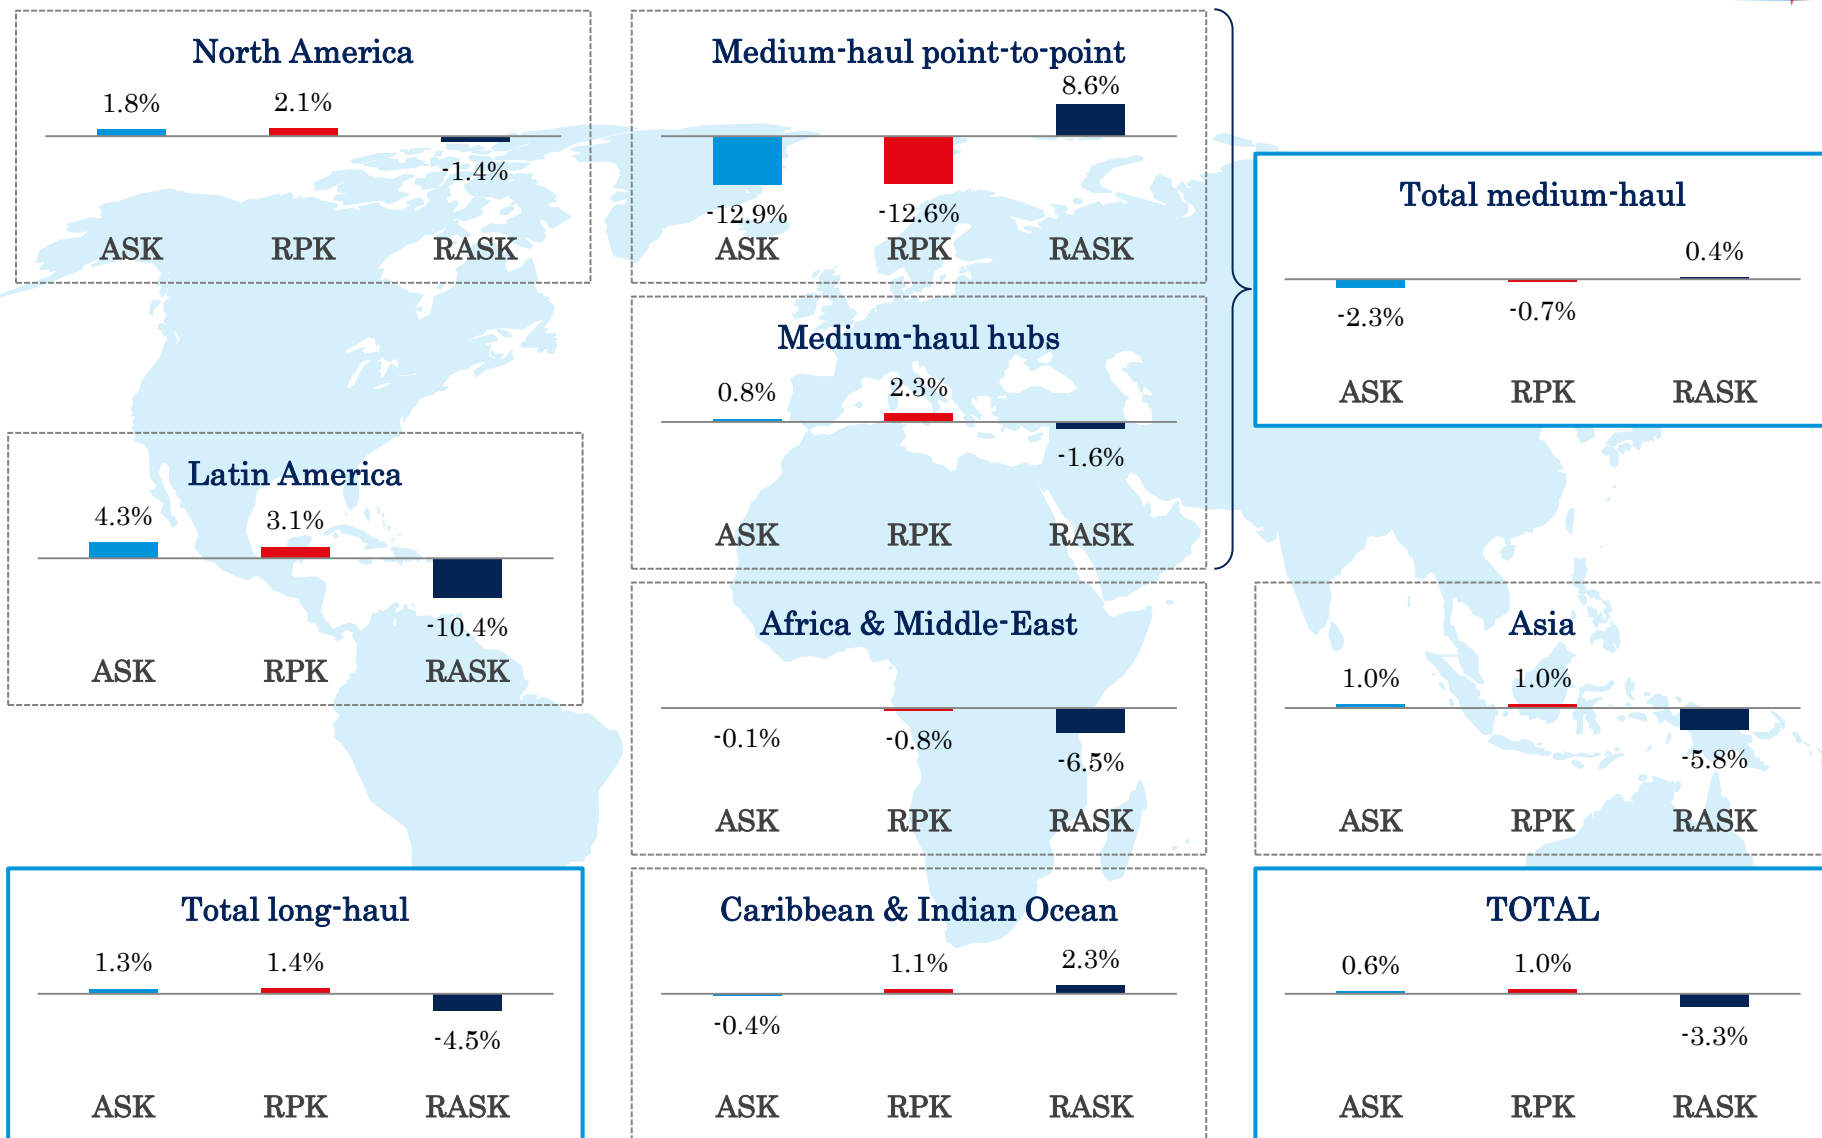 North America
1.8% 2.1% -1.4%
ASK RPK RASK
Medium-haul point-to-point
8.6%
-12.9% -12.6%
ASK RPK RASK
Medium-haul hubs
0.8% 2.3% -1.6%
ASK RPK RASK
Total medium-haul
0.4%
-2.3% -0.7%
ASK RPK RASK
Latin America
4.3% 3.1% -10.4%
ASK RPK RASK
Africa & Middle-East
-0.1% -0.8% -6.5%
ASK RPK RASK
Asia
1.0% 1.0% -5.8%
ASK RPK RASK
Total long-haul
1.3% 1.4% -4.5%
ASK RPK RASK
Caribbean & Indian Ocean
-0.4% 1.1% 2.3%
ASK RPK RASK
TOTAL
0.6% 1.0% -3.3%
ASK RPK RASK